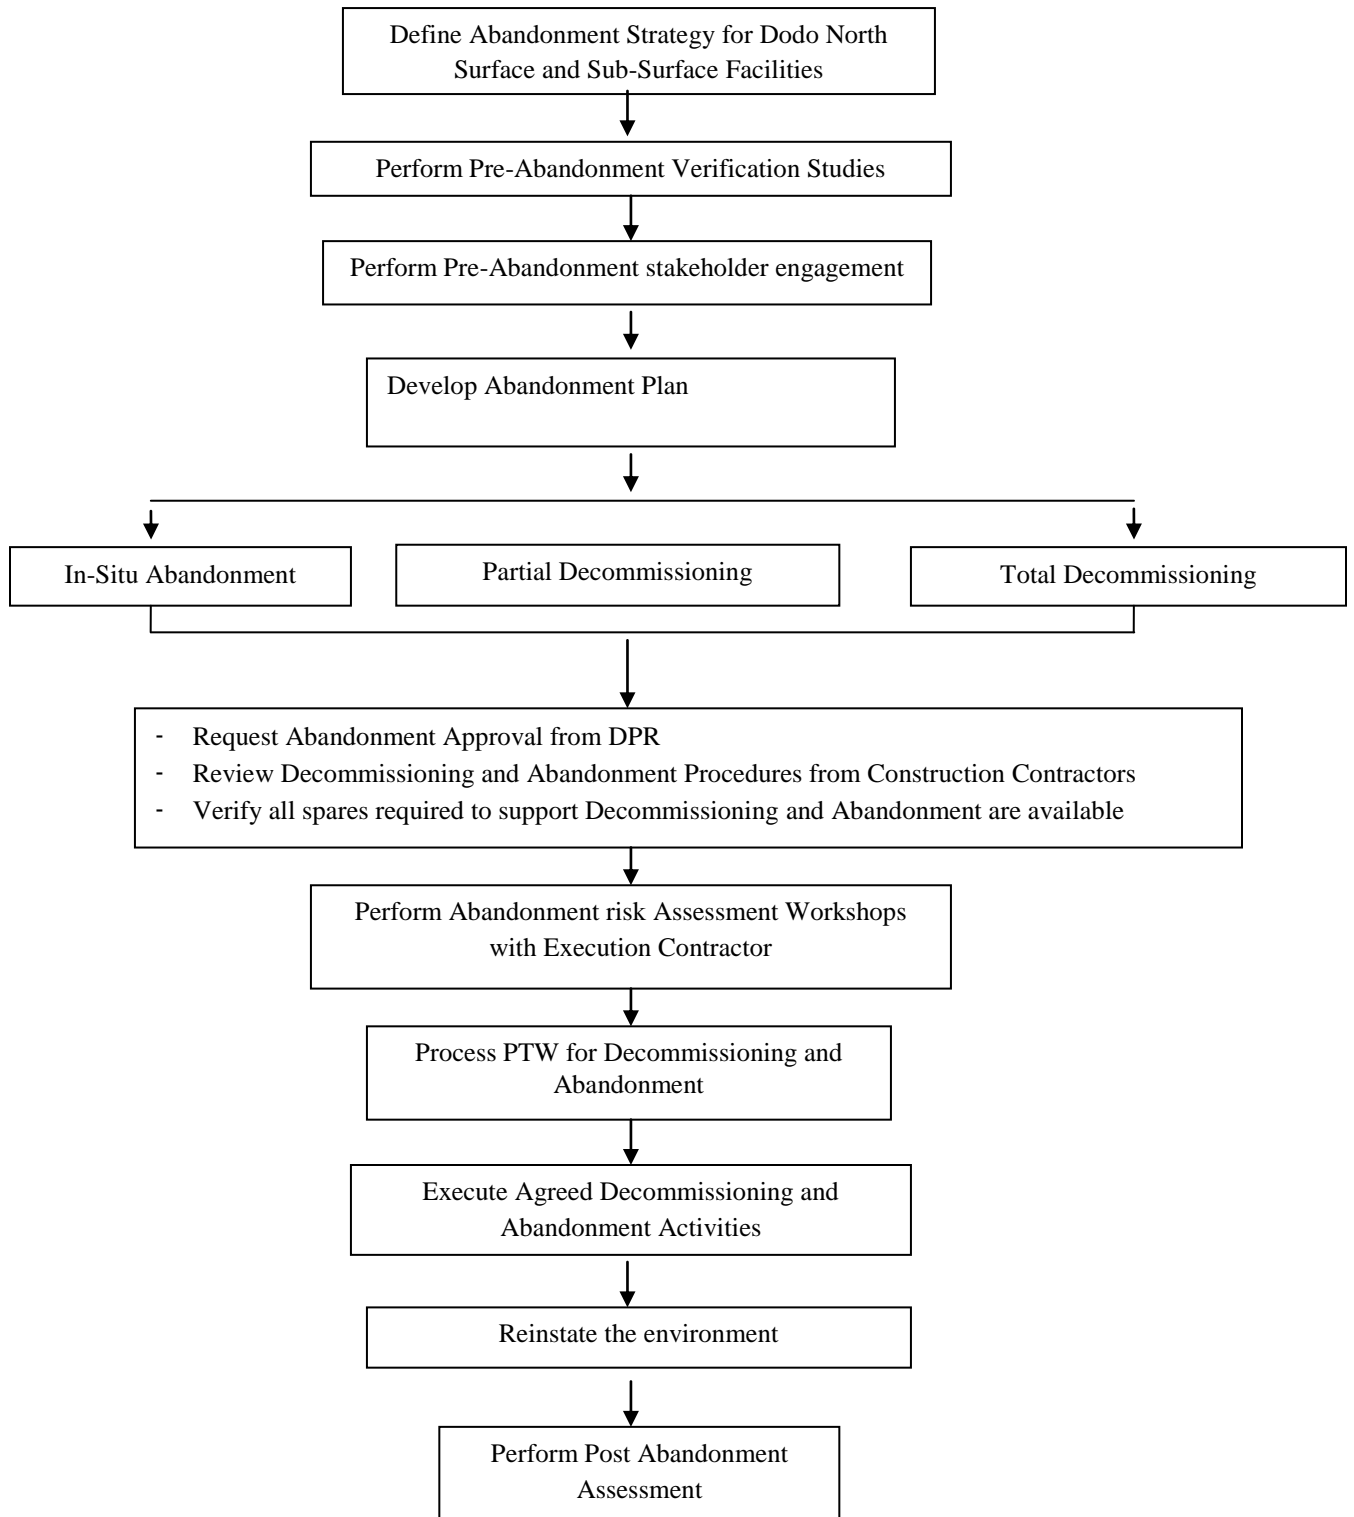 Define Abandonment Strategy for Dodo North
Surface and Sub-Surface Facilities
Perform Pre-Abandonment Verification Studies
Perform Pre-Abandonment stakeholder engagement
Develop Abandonment Plan
In-Situ Abandonment
Partial Decommissioning
Total Decommissioning
- Request Abandonment Approval from DPR
- Review Decommissioning and Abandonment Procedures from Construction Contractors
- Verify all spares required to support Decommissioning and Abandonment are available
Perform Abandonment risk Assessment Workshops
with Execution Contractor
Process PTW for Decommissioning and
Abandonment
Execute Agreed Decommissioning and
Abandonment Activities
Reinstate the environment
Perform Post Abandonment
Assessment